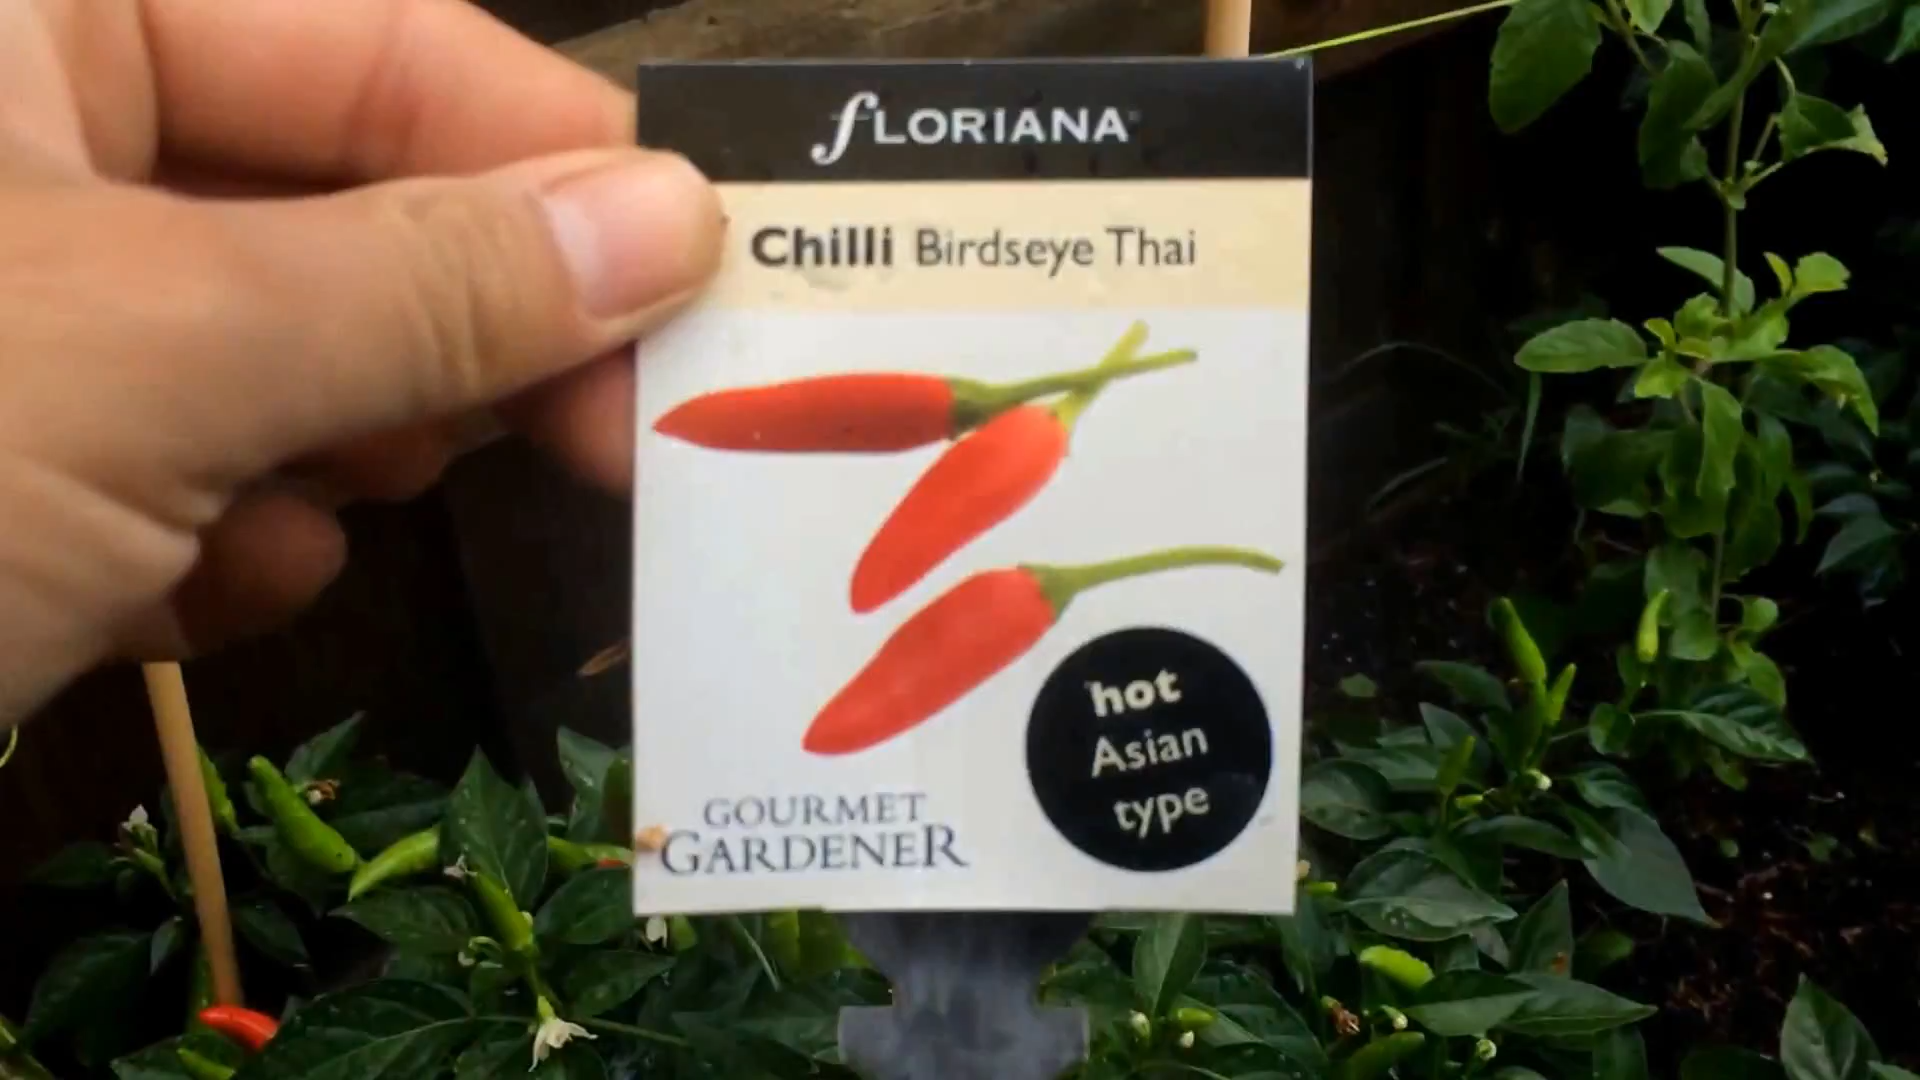 fLORIANA
Chilli Birdseye Thai
hot
Asian
type
GOURMET
GARDENER